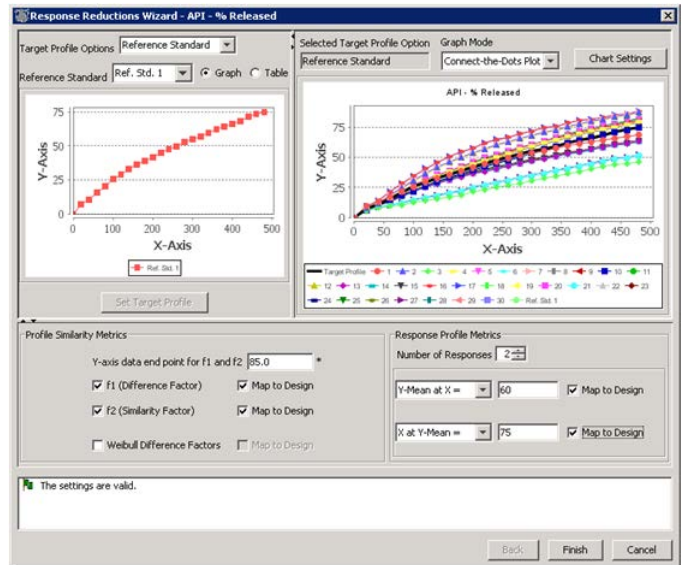 Response Reductions Wizard - API - % Released
Target Profile Options Reference Standard
Reference Standard Ref. Std. 1 Graph Table
75
50
25
0
Y-Axis
0 100 200 300 400 500
X-Axis
Ref. Std. 1
Set Target Profile
Selected Target Profile Option Graph Mode
Reference Standard Connect-the-Dots Plot Chart Settings
API - % Released
75
50
25
0
Y-Axis
0 50 100 150 200 250 300 350 400 450 500
X-Axis
Target Profile 1 2 3 4 5 6 7 8 9 10 11
12 13 14 15 16 17 18 19 20 21 22 23
24 25 26 27 28 29 30 Ref. Std. 1
Profile Similarity Metrics
Y-axis data end point for f1 and f2 85.0 *
f1 (Difference Factor) Map to Design
f2 (Similarity Factor) Map to Design
Weibull Difference Factors Map to Design
Response Profile Metrics
Number of Responses 2
Y-Mean at X = 60 Map to Design
X at Y-Mean = 75 Map to Design
The settings are valid.
Back Finish Cancel